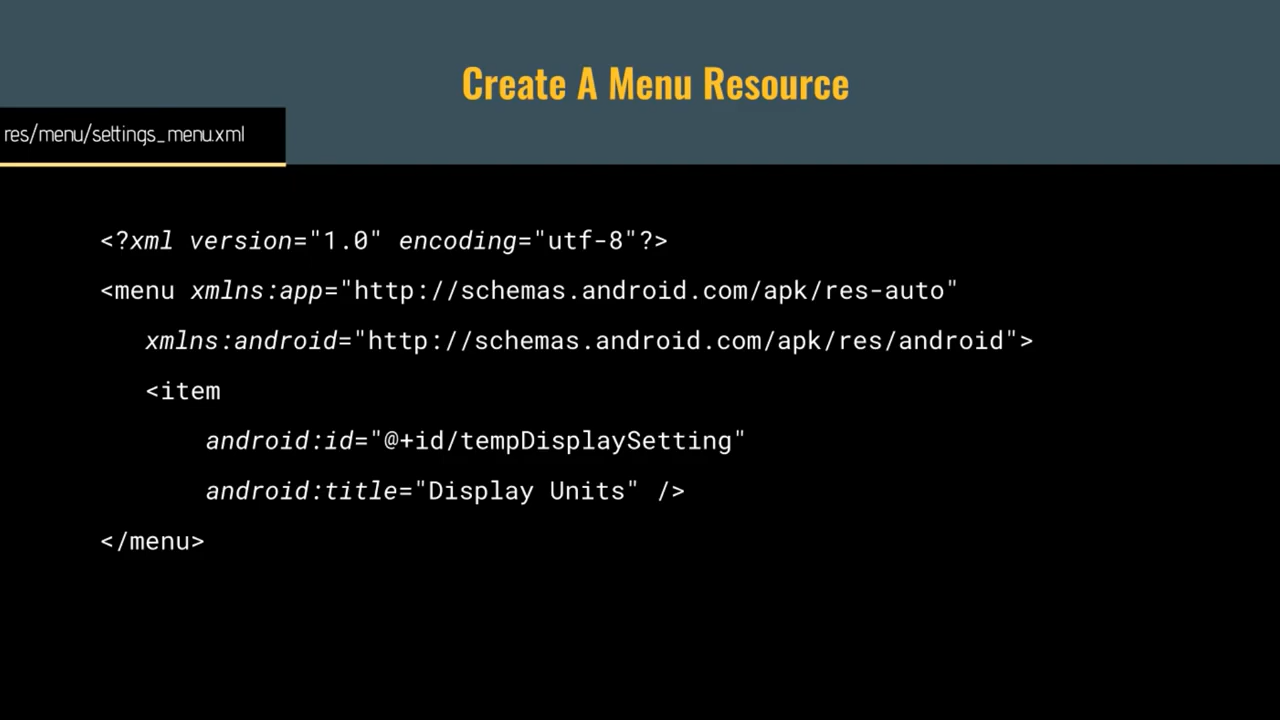 Create A Menu Resource
res/menu/settings_menu.xml
<?xml version="1.0" encoding="utf-8"?>
<menu xmlns:app="http://schemas.android.com/apk/res-auto"
xmlns:android="http://schemas.android.com/apk/res/android">
<item
android:id="@+id/tempDisplaySetting"
android:title="Display Units" />
</menu>